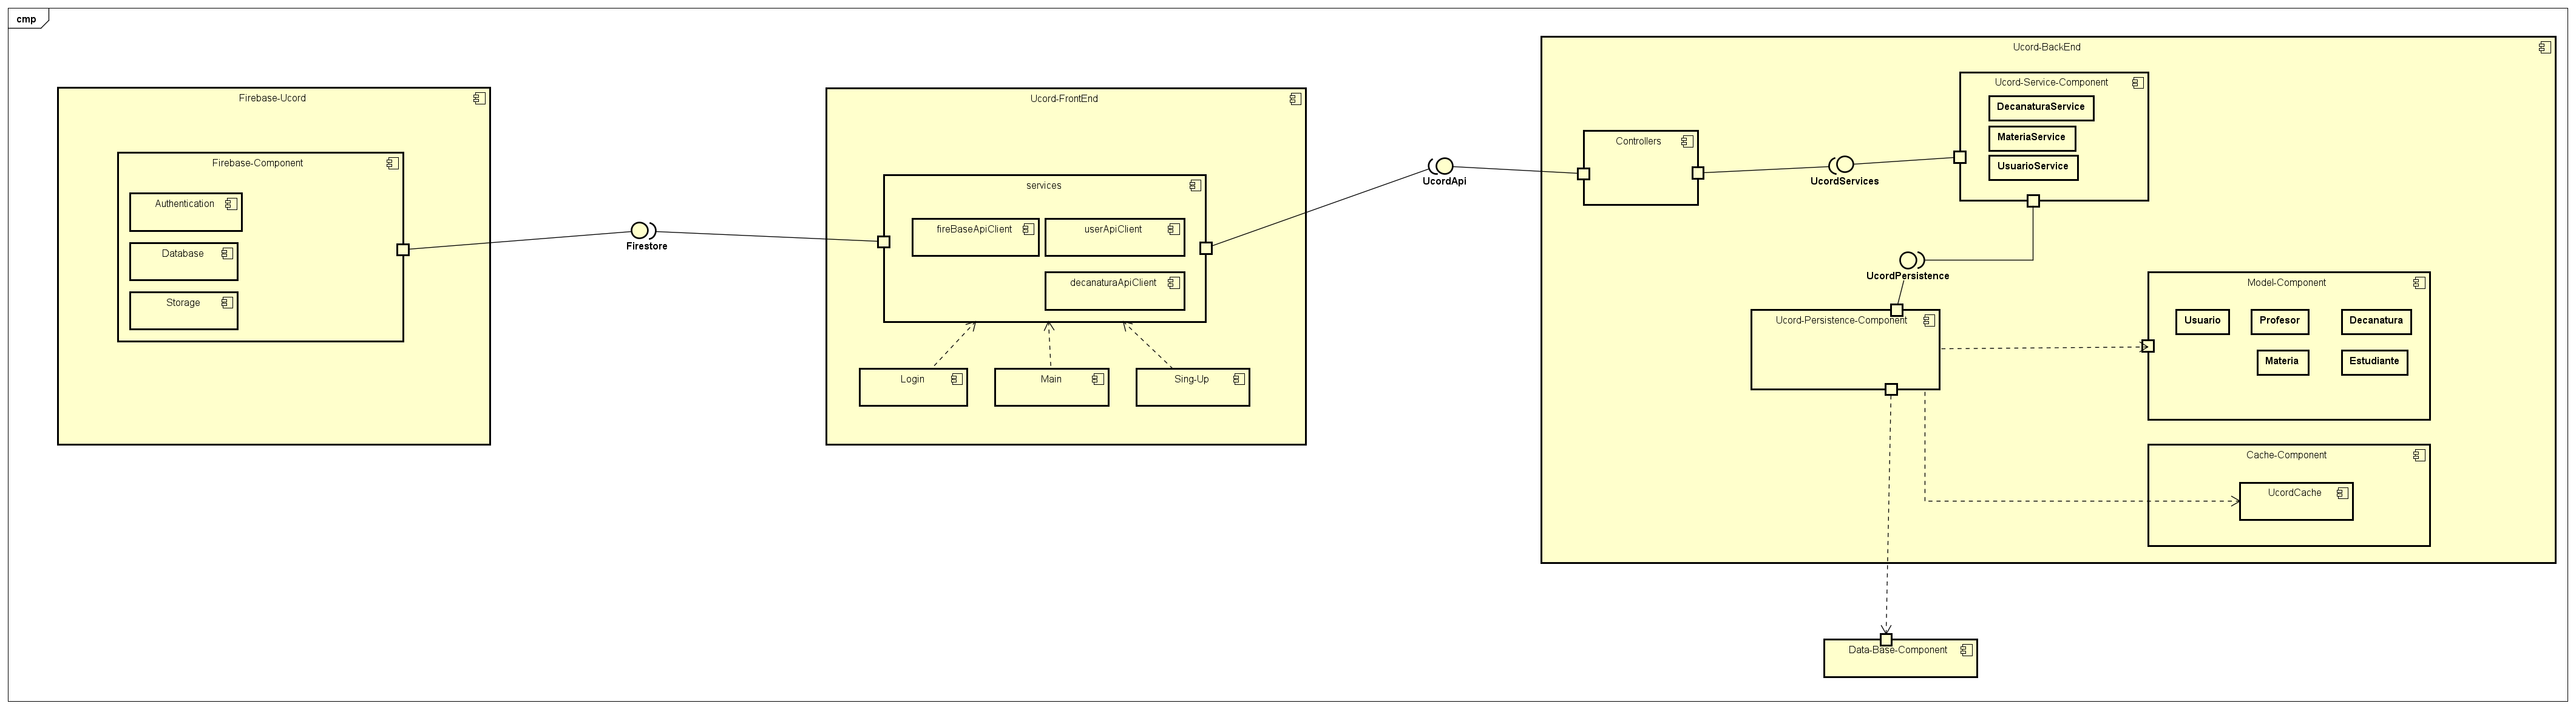 cmp
Firebase-Ucord
Firebase-Component
Authentication
Database
Storage
Firestore
Ucord-FrontEnd
services
fireBaseApiClient
userApiClient
decanaturaApiClient
Login
Main
Sing-Up
UcordApi
Ucord-BackEnd
Controllers
UcordServices
Ucord-Service-Component
DecanaturaService
MateriaService
UsuarioService
UcordPersistence
Ucord-Persistence-Component
Model-Component
Usuario
Profesor
Decanatura
Materia
Estudiante
Cache-Component
UcordCache
Data-Base-Component